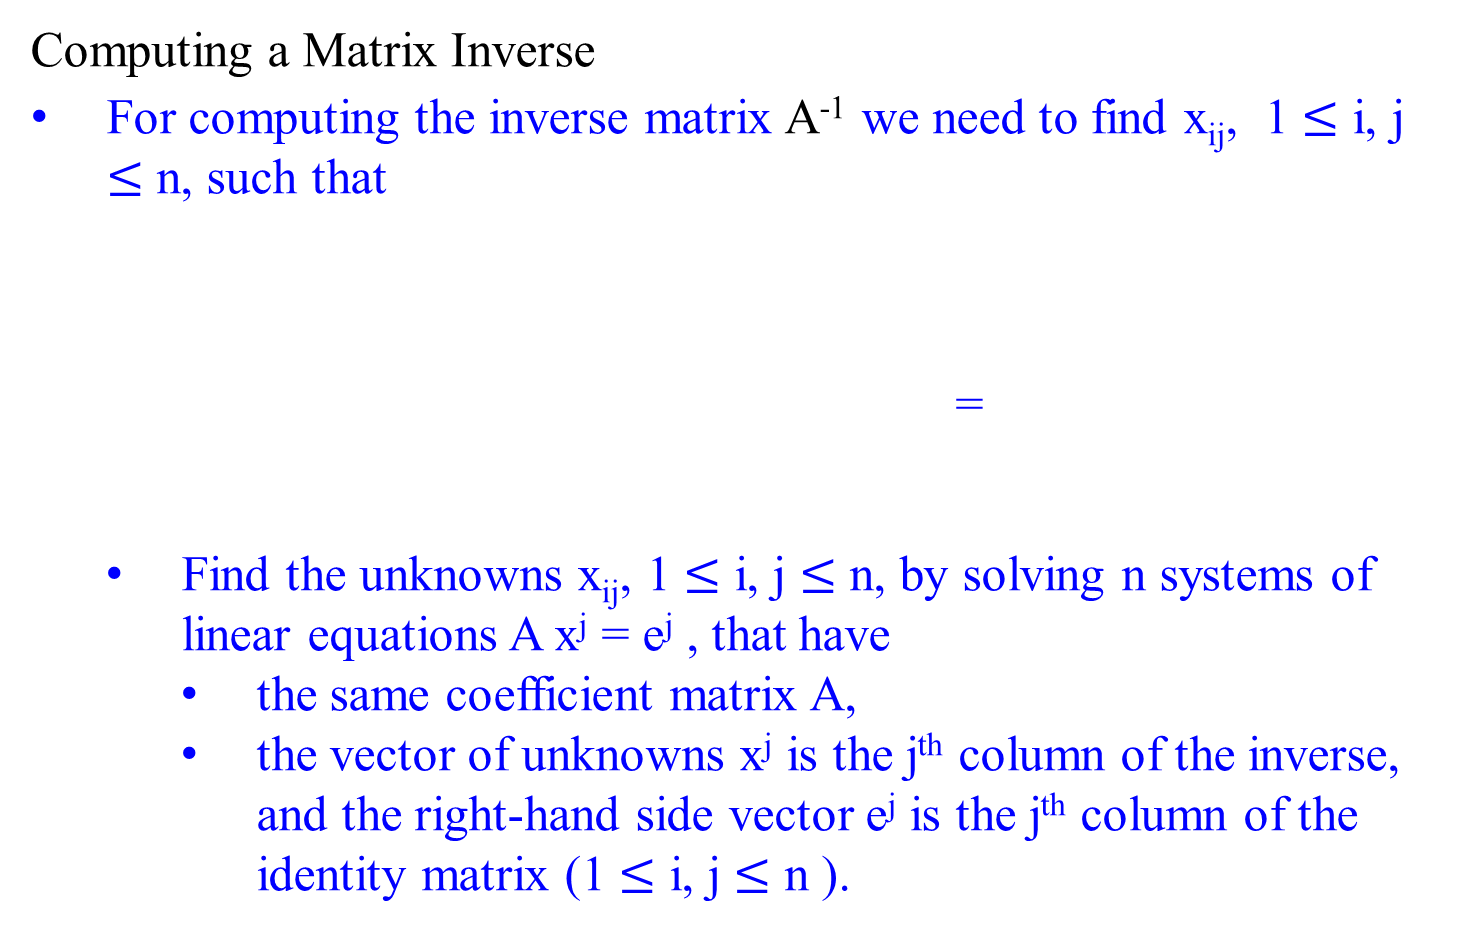 Computing a Matrix Inverse
• For computing the inverse matrix A⁻¹ we need to find xᵢⱼ, 1 ≤ i, j
≤ n, such that
=
• Find the unknowns xᵢⱼ, 1 ≤ i, j ≤ n, by solving n systems of
linear equations A xʲ = eʲ , that have
• the same coefficient matrix A,
• the vector of unknowns xʲ is the jᵗʰ column of the inverse,
and the right-hand side vector eʲ is the jᵗʰ column of the
identity matrix (1 ≤ i, j ≤ n ).